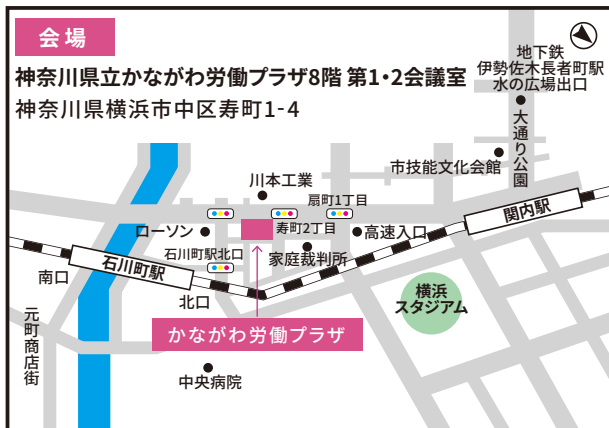 会場
神奈川県立かながわ労働プラザ8階 第1・2会議室
神奈川県横浜市中区寿町1-4
地下鉄
伊勢佐木長者町駅
水の広場出口
大通り公園
市技能文化会館
川本工業
扇町1丁目
ローソン
寿町2丁目
高速入口
関内駅
石川町駅北口
家庭裁判所
石川町駅
南口
北口
横浜
スタジアム
元町商店街
かながわ労働プラザ
中央病院